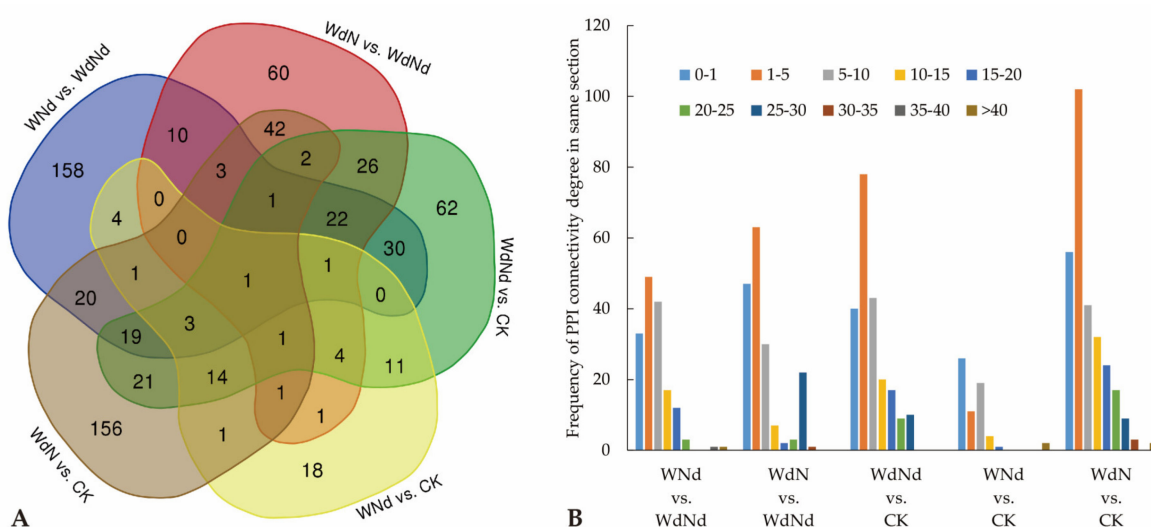 WNd vs. WdNd
WdN vs. WdNd
WdNd vs. CK
WNd vs. CK
WdN vs. CK
60
42
10
2
26
3
158
1
62
0
22
4
30
0
1
1
1
0
20
3
19
1
4
11
21
14
1
1
156
1
18
A
Frequency of PPI connectivity degree in same section
120
100
80
60
40
20
0
0-1 1-5 5-10 10-15 15-20
20-25 25-30 30-35 35-40 >40
WNd vs. WdNd
WdN vs. WdNd
WdNd vs. CK
WNd vs. CK
WdN vs. CK
B